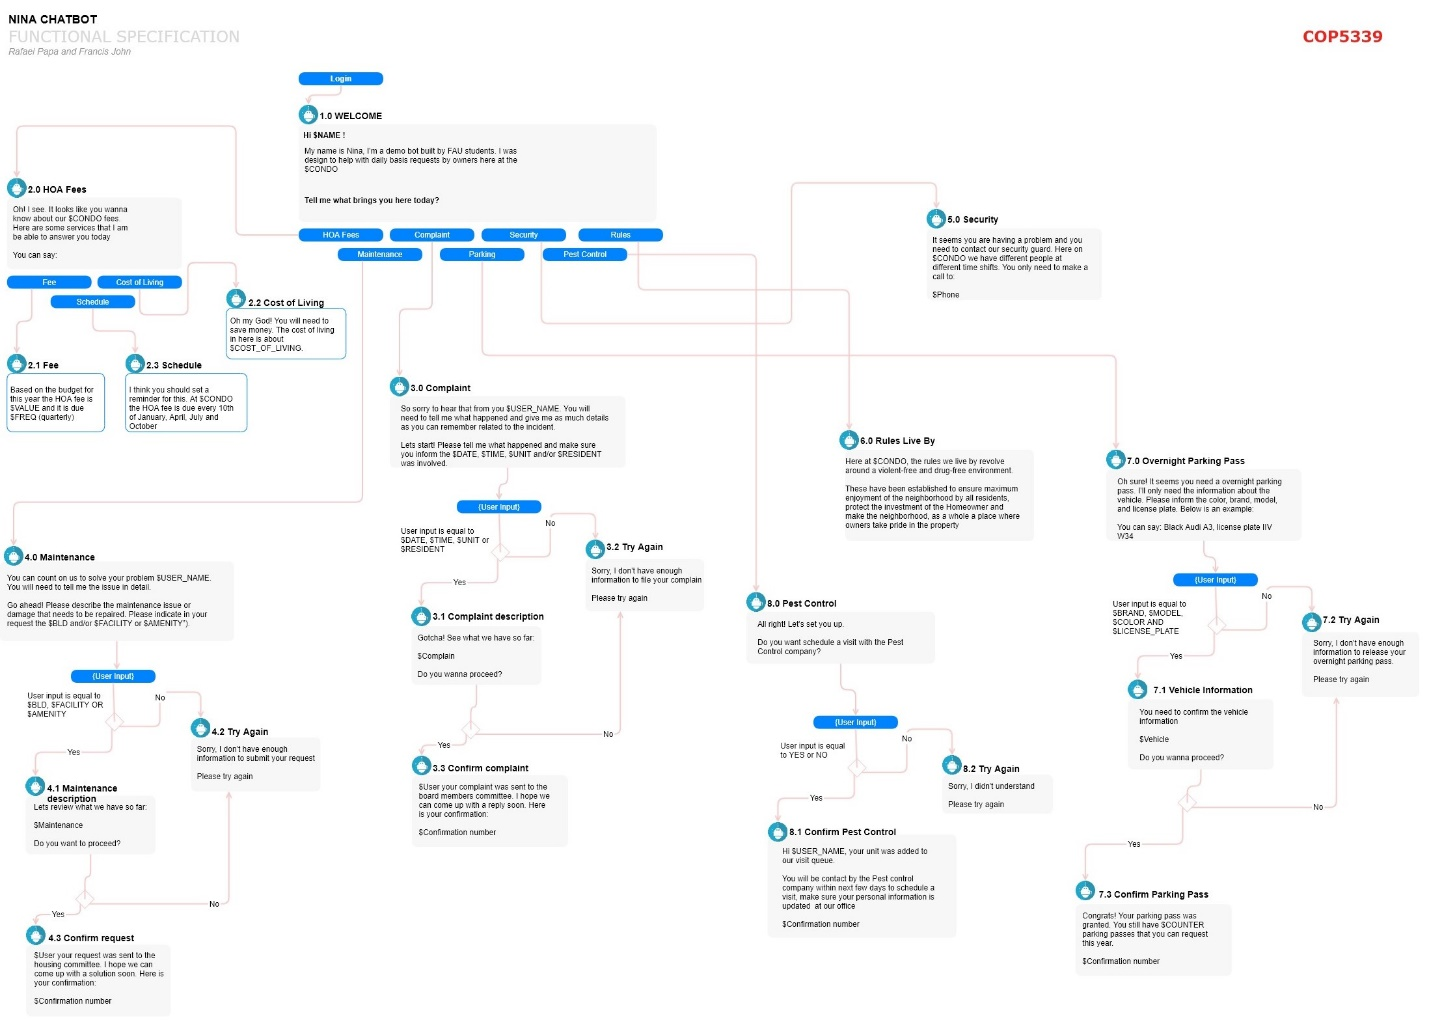 NINA CHATBOT
FUNCTIONAL SPECIFICATION
Rafael Papa and Francis John
COP5339
Login
1.0 WELCOME
Hi $NAME !
My name is Nina, I'm a demo bot built by FAU students. I was
design to help with daily basis requests by owners here at the
$CONDO
Tell me what brings you here today?
HOA Fees
Complaint
Security
Rules
Maintenance
Parking
Pest Control
2.0 HOA Fees
Oh! I see. It looks like you wanna
know about our $CONDO fees.
Here are some services that I am
be able to answer you today
You can say:
Fee
Cost of Living
Schedule
2.2 Cost of Living
Oh my God! You will need to
save money. The cost of living
in here is about
$COST_OF_LIVING.
2.1 Fee
Based on the budget for
this year the HOA fee is
$VALUE and it is due
$FREQ (quarterly)
2.3 Schedule
I think you should set a
reminder for this. At $CONDO
the HOA fee is due every 10th
of January, April, July and
October
5.0 Security
It seems you are having a problem and you
need to contact our security guard. Here on
$CONDO we have different people at
different time shifts. You only need to make a
call to:
$Phone
3.0 Complaint
So sorry to hear that from you $USER_NAME. You will
need to tell me what happened and give me as much details
as you can remember related to the incident.
Lets start! Please tell me what happened and make sure
you inform the $DATE, $TIME, $UNIT and/or $RESIDENT
was involved.
{User Input}
User input is equal to
$DATE, $TIME, $UNIT or
$RESIDENT
No
Yes
3.2 Try Again
Sorry, I don't have enough
information to file your complain
Please try again
3.1 Complaint description
Gotcha! See what we have so far:
$Complain
Do you wanna proceed?
No
Yes
3.3 Confirm complaint
$User your complaint was sent to the
board members committee. I hope we
can come up with a reply soon. Here
is your confirmation:
$Confirmation number
4.0 Maintenance
You can count on us to solve your problem $USER_NAME.
You will need to tell me the issue in detail.
Go ahead! Please describe the maintenance issue or
damage that needs to be repaired. Please indicate in your
request the $BLD and/or $FACILITY or $AMENITY").
{User Input}
User input is equal to
$BLD, $FACILITY OR
$AMENITY
No
Yes
4.2 Try Again
Sorry, I don't have enough
information to submit your request
Please try again
4.1 Maintenance
description
Lets review what we have so far:
$Maintenance
Do you want to proceed?
No
Yes
4.3 Confirm request
$User your request was sent to the
housing committee. I hope we can
come up with a solution soon. Here is
your confirmation:
$Confirmation number
6.0 Rules Live By
Here at $CONDO, the rules we live by revolve
around a violent-free and drug-free environment.
These have been established to ensure maximum
enjoyment of the neighborhood by all residents,
protect the investment of the Homeowner and
make the neighborhood, as a whole a place where
owners take pride in the property
8.0 Pest Control
All right! Let's set you up.
Do you want schedule a visit with the Pest
Control company?
{User Input}
User input is equal
to YES or NO
No
Yes
8.2 Try Again
Sorry, I didn't understand
Please try again
8.1 Confirm Pest Control
Hi $USER_NAME, your unit was added to
our visit queue.
You will be contact by the Pest control
company within next few days to schedule a
visit, make sure your personal information is
updated at our office
$Confirmation number
7.0 Overnight Parking Pass
Oh sure! It seems you need a overnight parking
pass. I'll only need the information about the
vehicle. Please inform the color, brand, model,
and license plate. Below is an example:
You can say: Black Audi A3, license plate IIV
W34
{User Input}
User input is equal to
$BRAND, $MODEL,
$COLOR AND
$LICENSE_PLATE
No
Yes
7.2 Try Again
Sorry, I don't have enough
information to release your
overnight parking pass.
Please try again
7.1 Vehicle Information
You need to confirm the vehicle
information
$Vehicle
Do you wanna proceed?
No
Yes
7.3 Confirm Parking Pass
Congrats! Your parking pass was
granted. You still have $COUNTER
parking passes that you can request
this year.
$Confirmation number